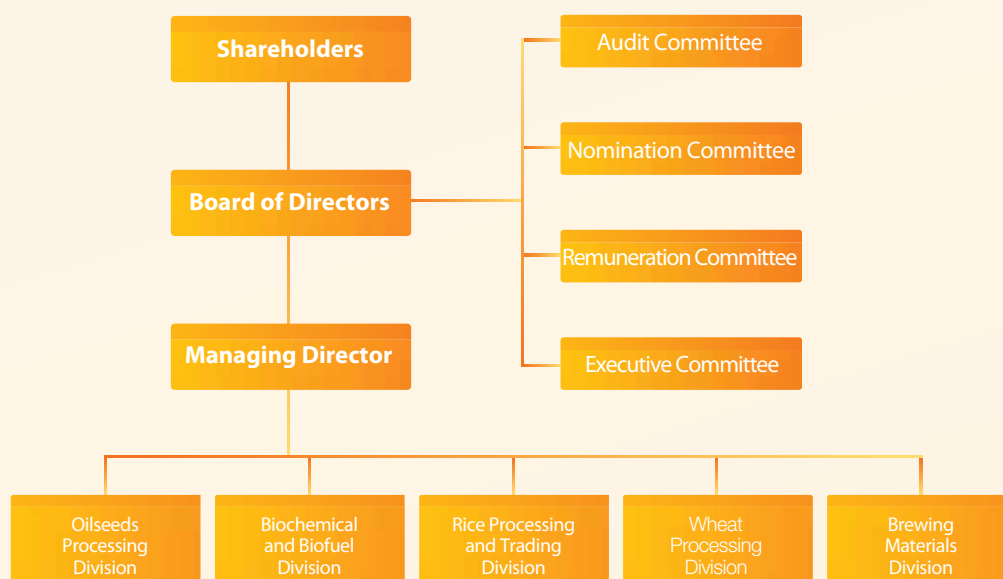 Shareholders
Audit Committee
Nomination Committee
Board of Directors
Remuneration Committee
Managing Director
Executive Committee
Oilseeds
Processing
Division
Biochemical
and Biofuel
Division
Rice Processing
and Trading
Division
Wheat
Processing
Division
Brewing
Materials
Division